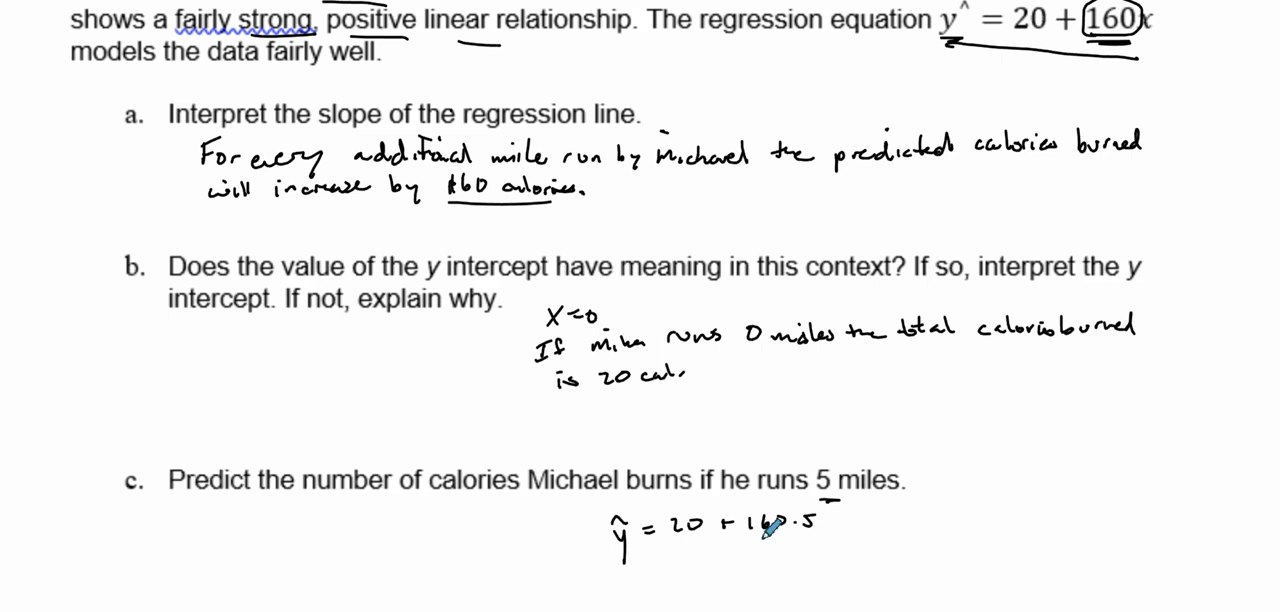 shows a fairly strong, positive linear relationship. The regression equation y^ = 20 + 160x
models the data fairly well.
a. Interpret the slope of the regression line.
For every additional mile run by Michael the predicted calories burned
will increase by 160 calories.
b. Does the value of the y intercept have meaning in this context? If so, interpret the y
intercept. If not, explain why.
x=0
If runs 0 miles the total calories burned
is 20 cal.
c. Predict the number of calories Michael burns if he runs 5 miles.
ŷ = 20 + 160·5